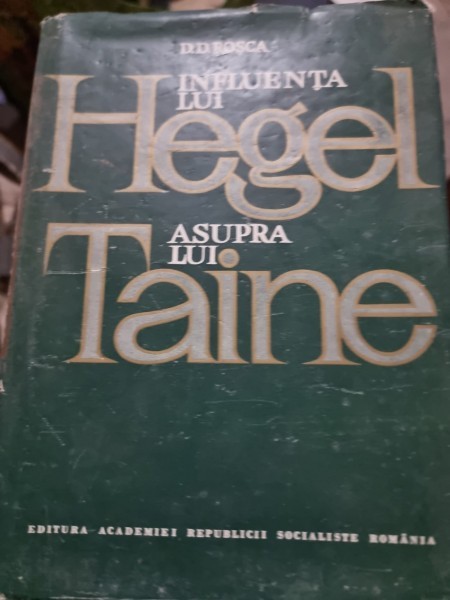 D.D. ROȘCA
INFLUENȚA
LUI
Hegel
ASUPRA
LUI
Taine
EDITURA ACADEMIEI REPUBLICII SOCIALISTE ROMÂNIA